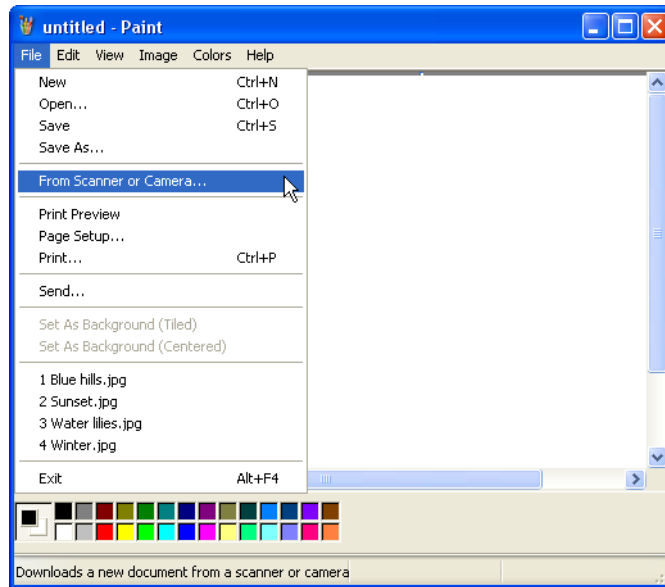 untitled - Paint
File Edit View Image Colors Help
New Ctrl+N
Open... Ctrl+O
Save Ctrl+S
Save As...
From Scanner or Camera...
Print Preview
Page Setup...
Print... Ctrl+P
Send...
Set As Background (Tiled)
Set As Background (Centered)
1 Blue hills.jpg
2 Sunset.jpg
3 Water lilies.jpg
4 Winter.jpg
Exit Alt+F4
Downloads a new document from a scanner or camera